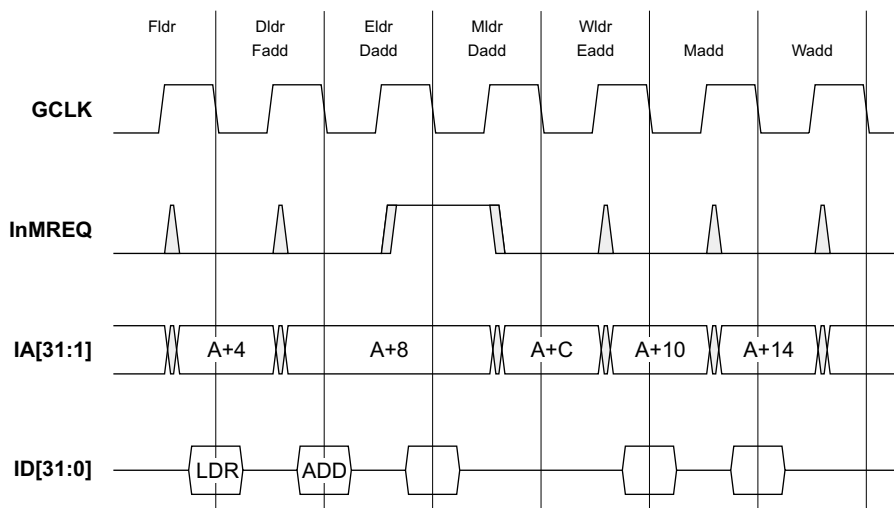 Fldr Dldr Eldr Mldr Wldr
Fadd Dadd Dadd Eadd Madd Wadd
GCLK
InMREQ
IA[31:1] A+4 A+8 A+C A+10 A+14
ID[31:0] LDR ADD